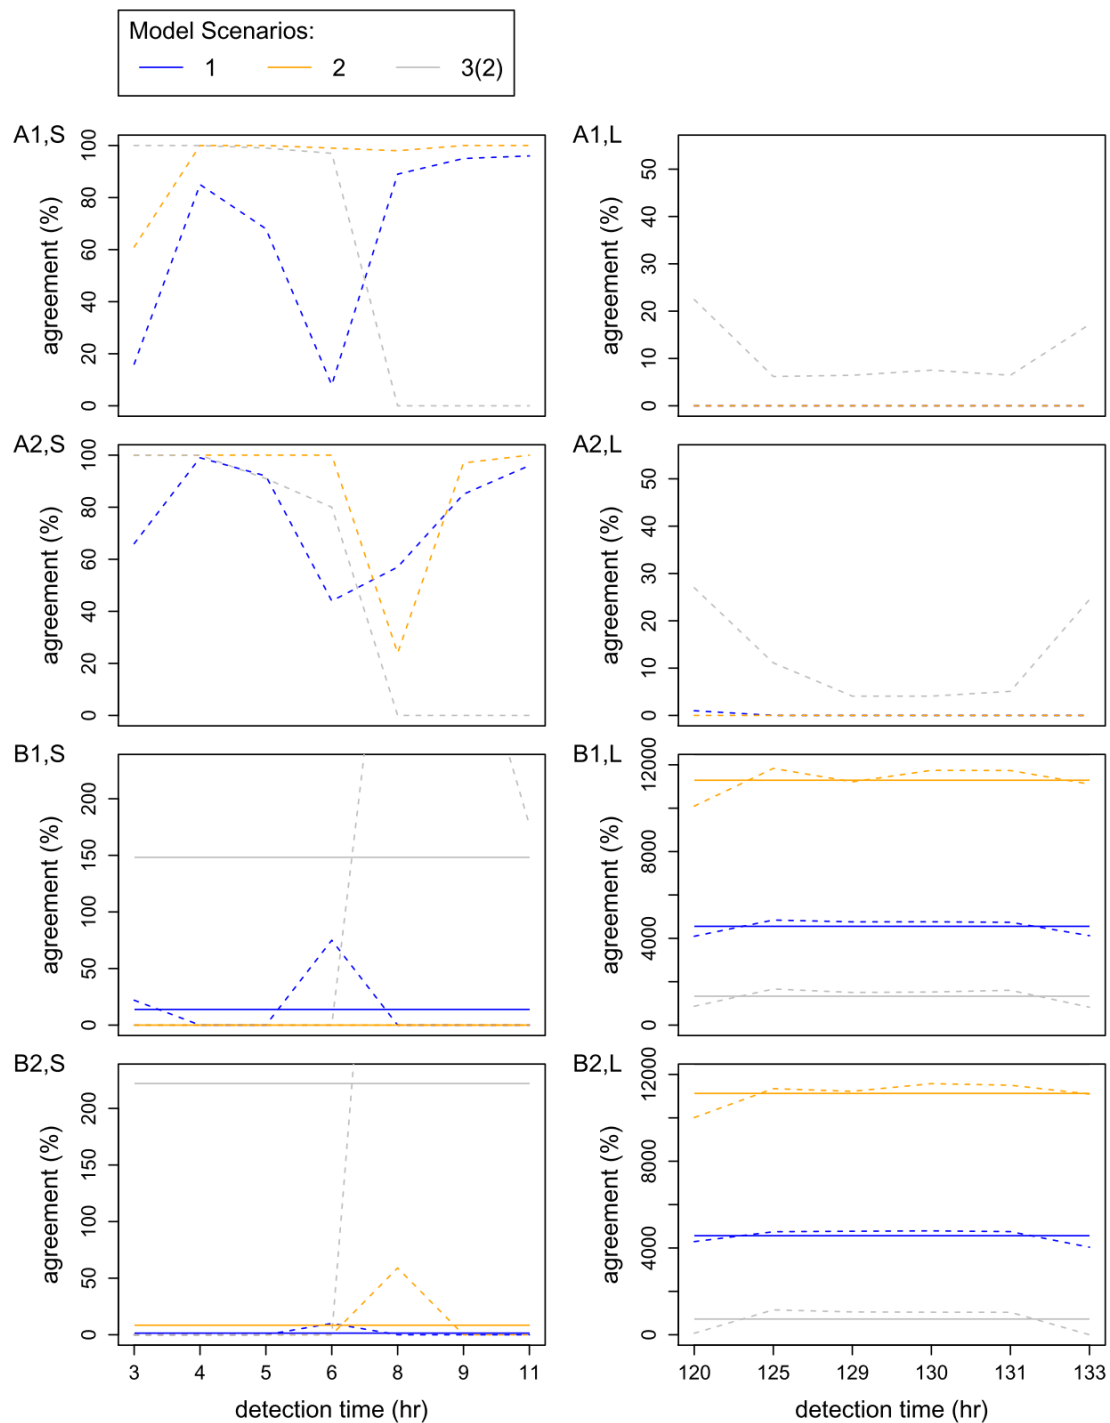 Model Scenarios:
1 2 3(2)
A1,S
agreement (%)
0 20 40 60 80 100
A1,L
agreement (%)
0 10 20 30 40 50
A2,S
agreement (%)
0 20 40 60 80 100
A2,L
agreement (%)
0 10 20 30 40 50
B1,S
agreement (%)
0 50 100 150 200
B1,L
agreement (%)
0 4000 8000 12000
B2,S
agreement (%)
0 50 100 150 200
3 4 5 6 8 9 11
detection time (hr)
B2,L
agreement (%)
0 4000 8000 12000
120 125 129 130 131 133
detection time (hr)